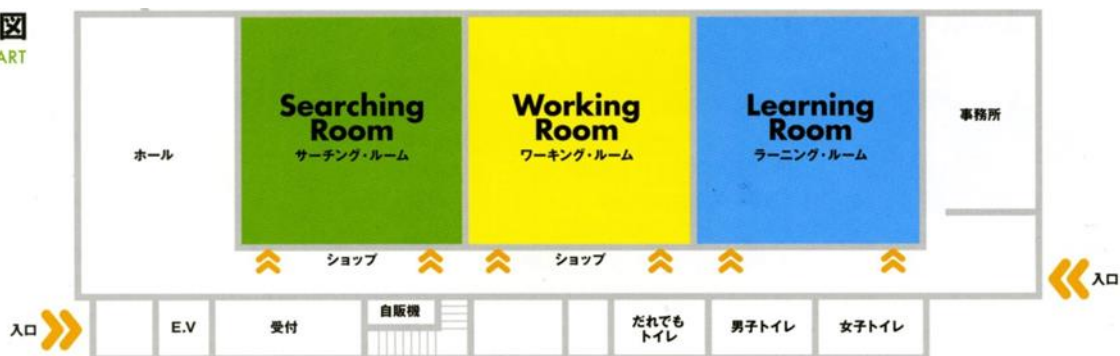 図
ART
Searching
Room
サーチング・ルーム
Working
Room
ワーキング・ルーム
Learning
Room
ラーニング・ルーム
事務所
ホール
ショップ
ショップ
入口
入口
E.V
受付
自販機
だれでも
トイレ
男子トイレ
女子トイレ